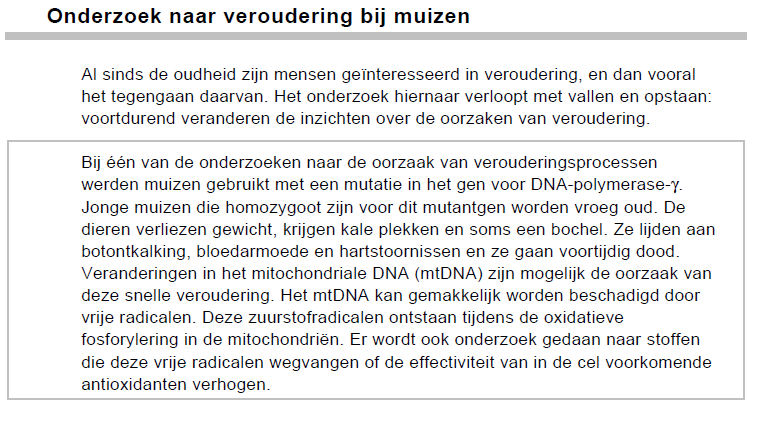 Onderzoek naar veroudering bij muizen
Al sinds de oudheid zijn mensen geïnteresseerd in veroudering, en dan vooral
het tegengaan daarvan. Het onderzoek hiernaar verloopt met vallen en opstaan:
voortdurend veranderen de inzichten over de oorzaken van veroudering.
Bij één van de onderzoeken naar de oorzaak van verouderingsprocessen
werden muizen gebruikt met een mutatie in het gen voor DNA-polymerase-γ.
Jonge muizen die homozygoot zijn voor dit mutantgen worden vroeg oud. De
dieren verliezen gewicht, krijgen kale plekken en soms een bochel. Ze lijden aan
botontkalking, bloedarmoede en hartstoornissen en ze gaan voortijdig dood.
Veranderingen in het mitochondriale DNA (mtDNA) zijn mogelijk de oorzaak van
deze snelle veroudering. Het mtDNA kan gemakkelijk worden beschadigd door
vrije radicalen. Deze zuurstofradicalen ontstaan tijdens de oxidatieve
fosforylering in de mitochondriën. Er wordt ook onderzoek gedaan naar stoffen
die deze vrije radicalen wegvangen of de effectiviteit van in de cel voorkomende
antioxidanten verhogen.